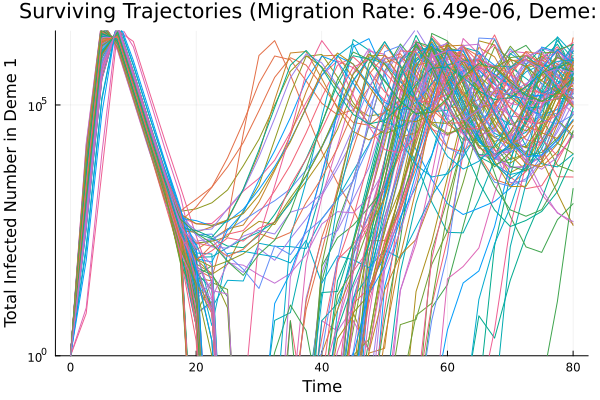 Surviving Trajectories (Migration Rate: 6.49e-06, Deme:
Total Infected Number in Deme 1
10⁵
10⁰
0 20 40 60 80
Time